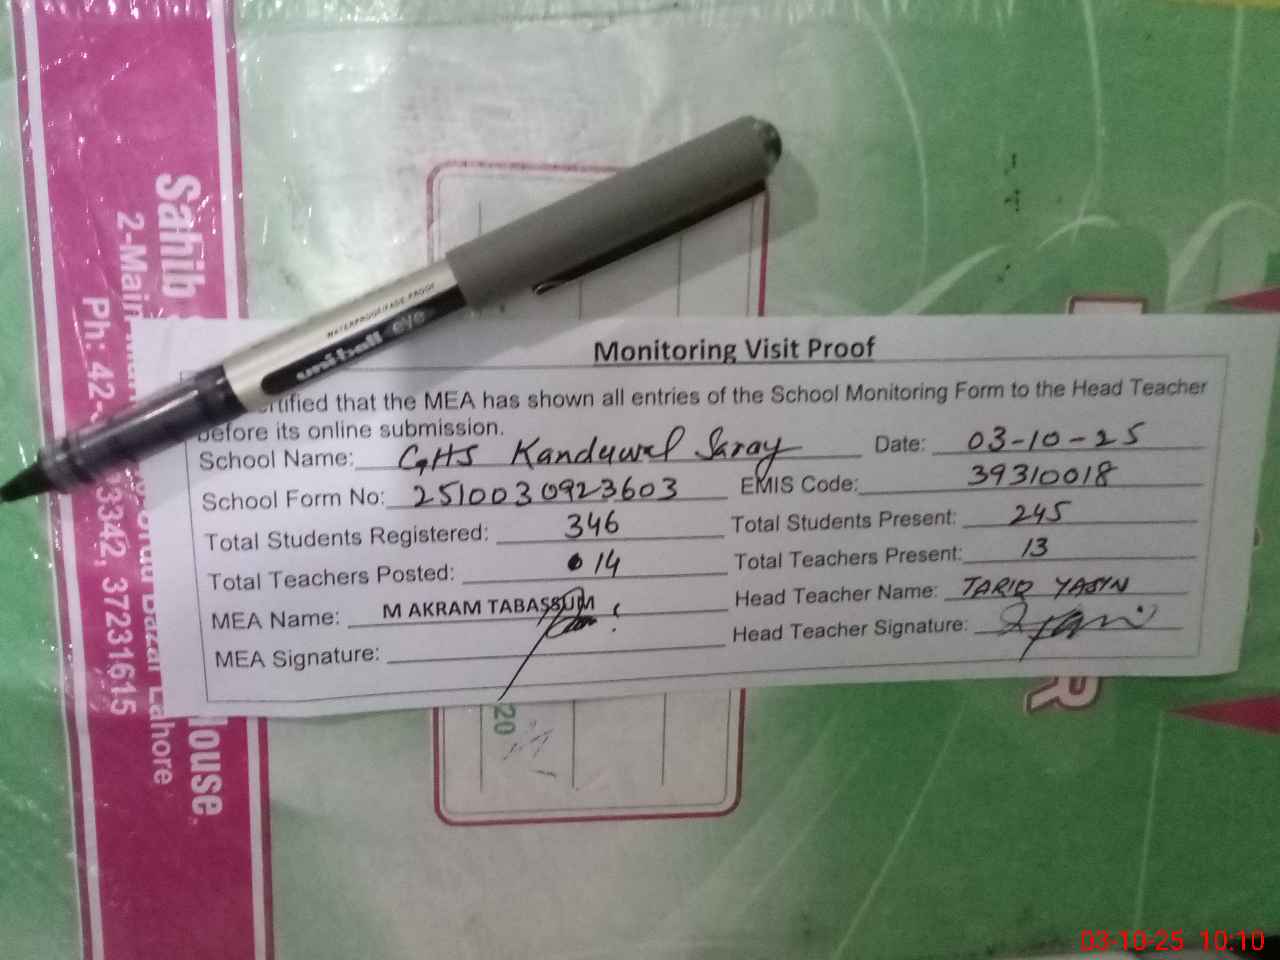 Monitoring Visit Proof
rtified that the MEA has shown all entries of the School Monitoring Form to the Head Teacher
before its online submission.
School Name: GHS Kanduwal Saray Date: 03-10-25
School Form No: 2510030923603 EMIS Code: 39310018
Total Students Registered: 346 Total Students Present: 245
Total Teachers Posted: 14 Total Teachers Present: 13
MEA Name: M AKRAM TABASSUM Head Teacher Name: TARIQ YASIN
MEA Signature: Head Teacher Signature:
WATERPROOF/FADE-PROOF
uni-ball eye
Sahib
2-Main
Ph: 42-
3342, 37231615
Bazar Lahore
House
20
R
03-10-25 10:10